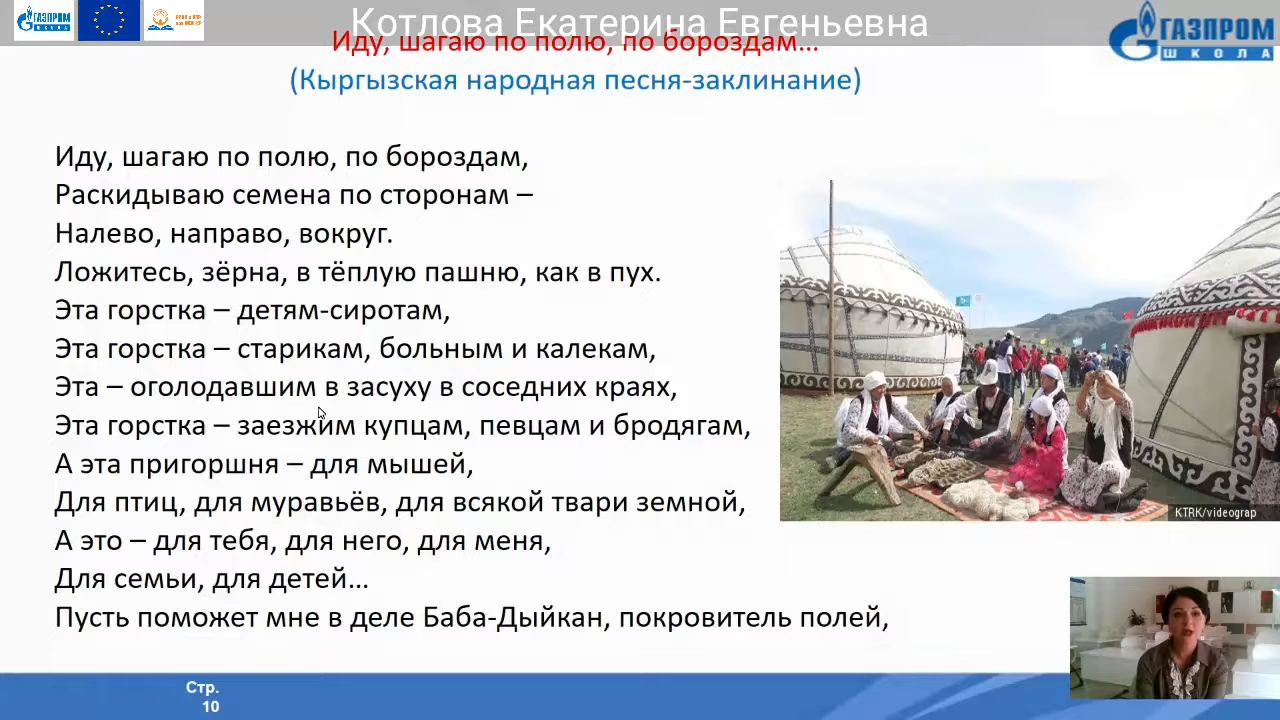 Котлова Екатерина Евгеньевна
ГАЗПРОМ
ШКОЛА
ГАЗПРОМ
ШКОЛА
Иду, шагаю по полю, по бороздам…
(Кыргызская народная песня-заклинание)
Иду, шагаю по полю, по бороздам,
Раскидываю семена по сторонам –
Налево, направо, вокруг.
Ложитесь, зёрна, в тёплую пашню, как в пух.
Эта горстка – детям-сиротам,
Эта горстка – старикам, больным и калекам,
Эта – оголодавшим в засуху в соседних краях,
Эта горстка – заезжим купцам, певцам и бродягам,
А эта пригоршня – для мышей,
Для птиц, для муравьёв, для всякой твари земной,
А это – для тебя, для него, для меня,
Для семьи, для детей…
Пусть поможет мне в деле Баба-Дыйкан, покровитель полей,
KTRK/videograp
Стр.
10